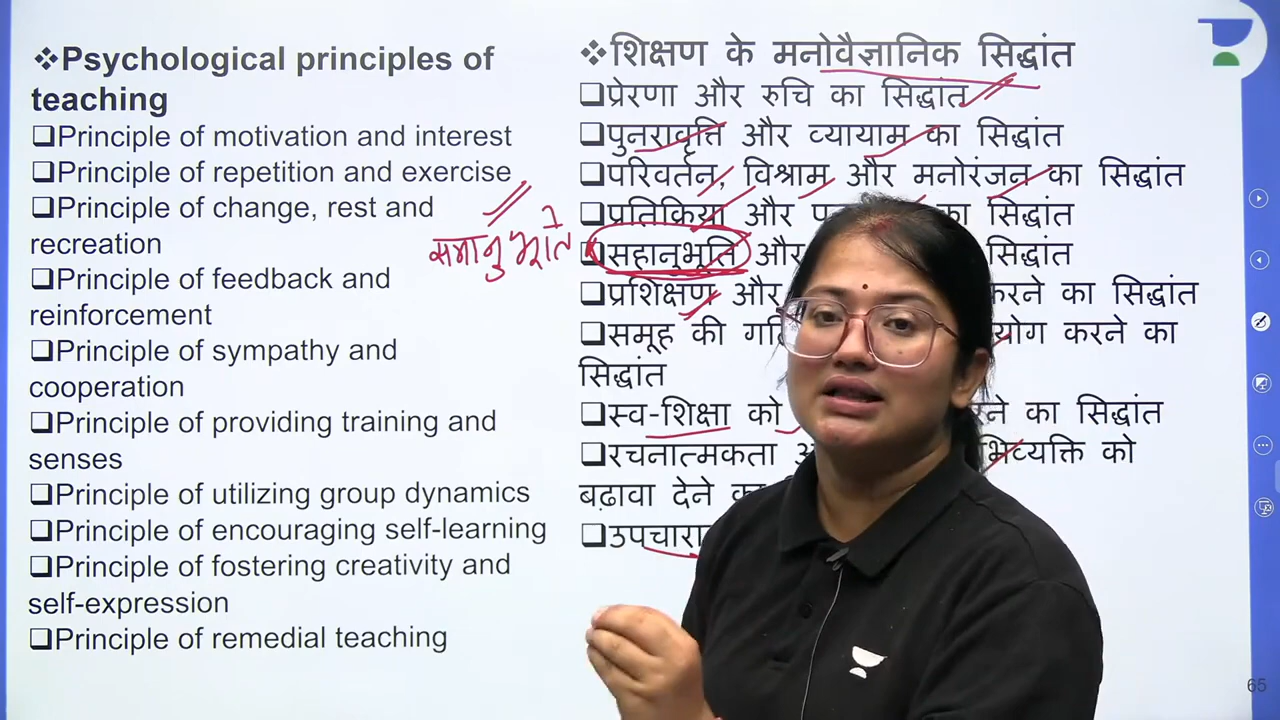 ❖Psychological principles of
teaching
❑Principle of motivation and interest
❑Principle of repetition and exercise
❑Principle of change, rest and
recreation
❑Principle of feedback and
reinforcement
❑Principle of sympathy and
cooperation
❑Principle of providing training and
senses
❑Principle of utilizing group dynamics
❑Principle of encouraging self-learning
❑Principle of fostering creativity and
self-expression
❑Principle of remedial teaching
समानुभूति
❖शिक्षण के मनोवैज्ञानिक सिद्धांत
❑प्रेरणा और रुचि का सिद्धांत
❑पुनरावृत्ति और व्यायाम का सिद्धांत
❑परिवर्तन, विश्राम और मनोरंजन का सिद्धांत
❑प्रतिक्रिया और का सिद्धांत
❑सहानुभूति और सिद्धांत
❑प्रशिक्षण और करने का सिद्धांत
❑समूह की करने का
सिद्धांत
❑स्व-शिक्षा को का सिद्धांत
❑रचनात्मकता को
बढ़ावा देने का
65